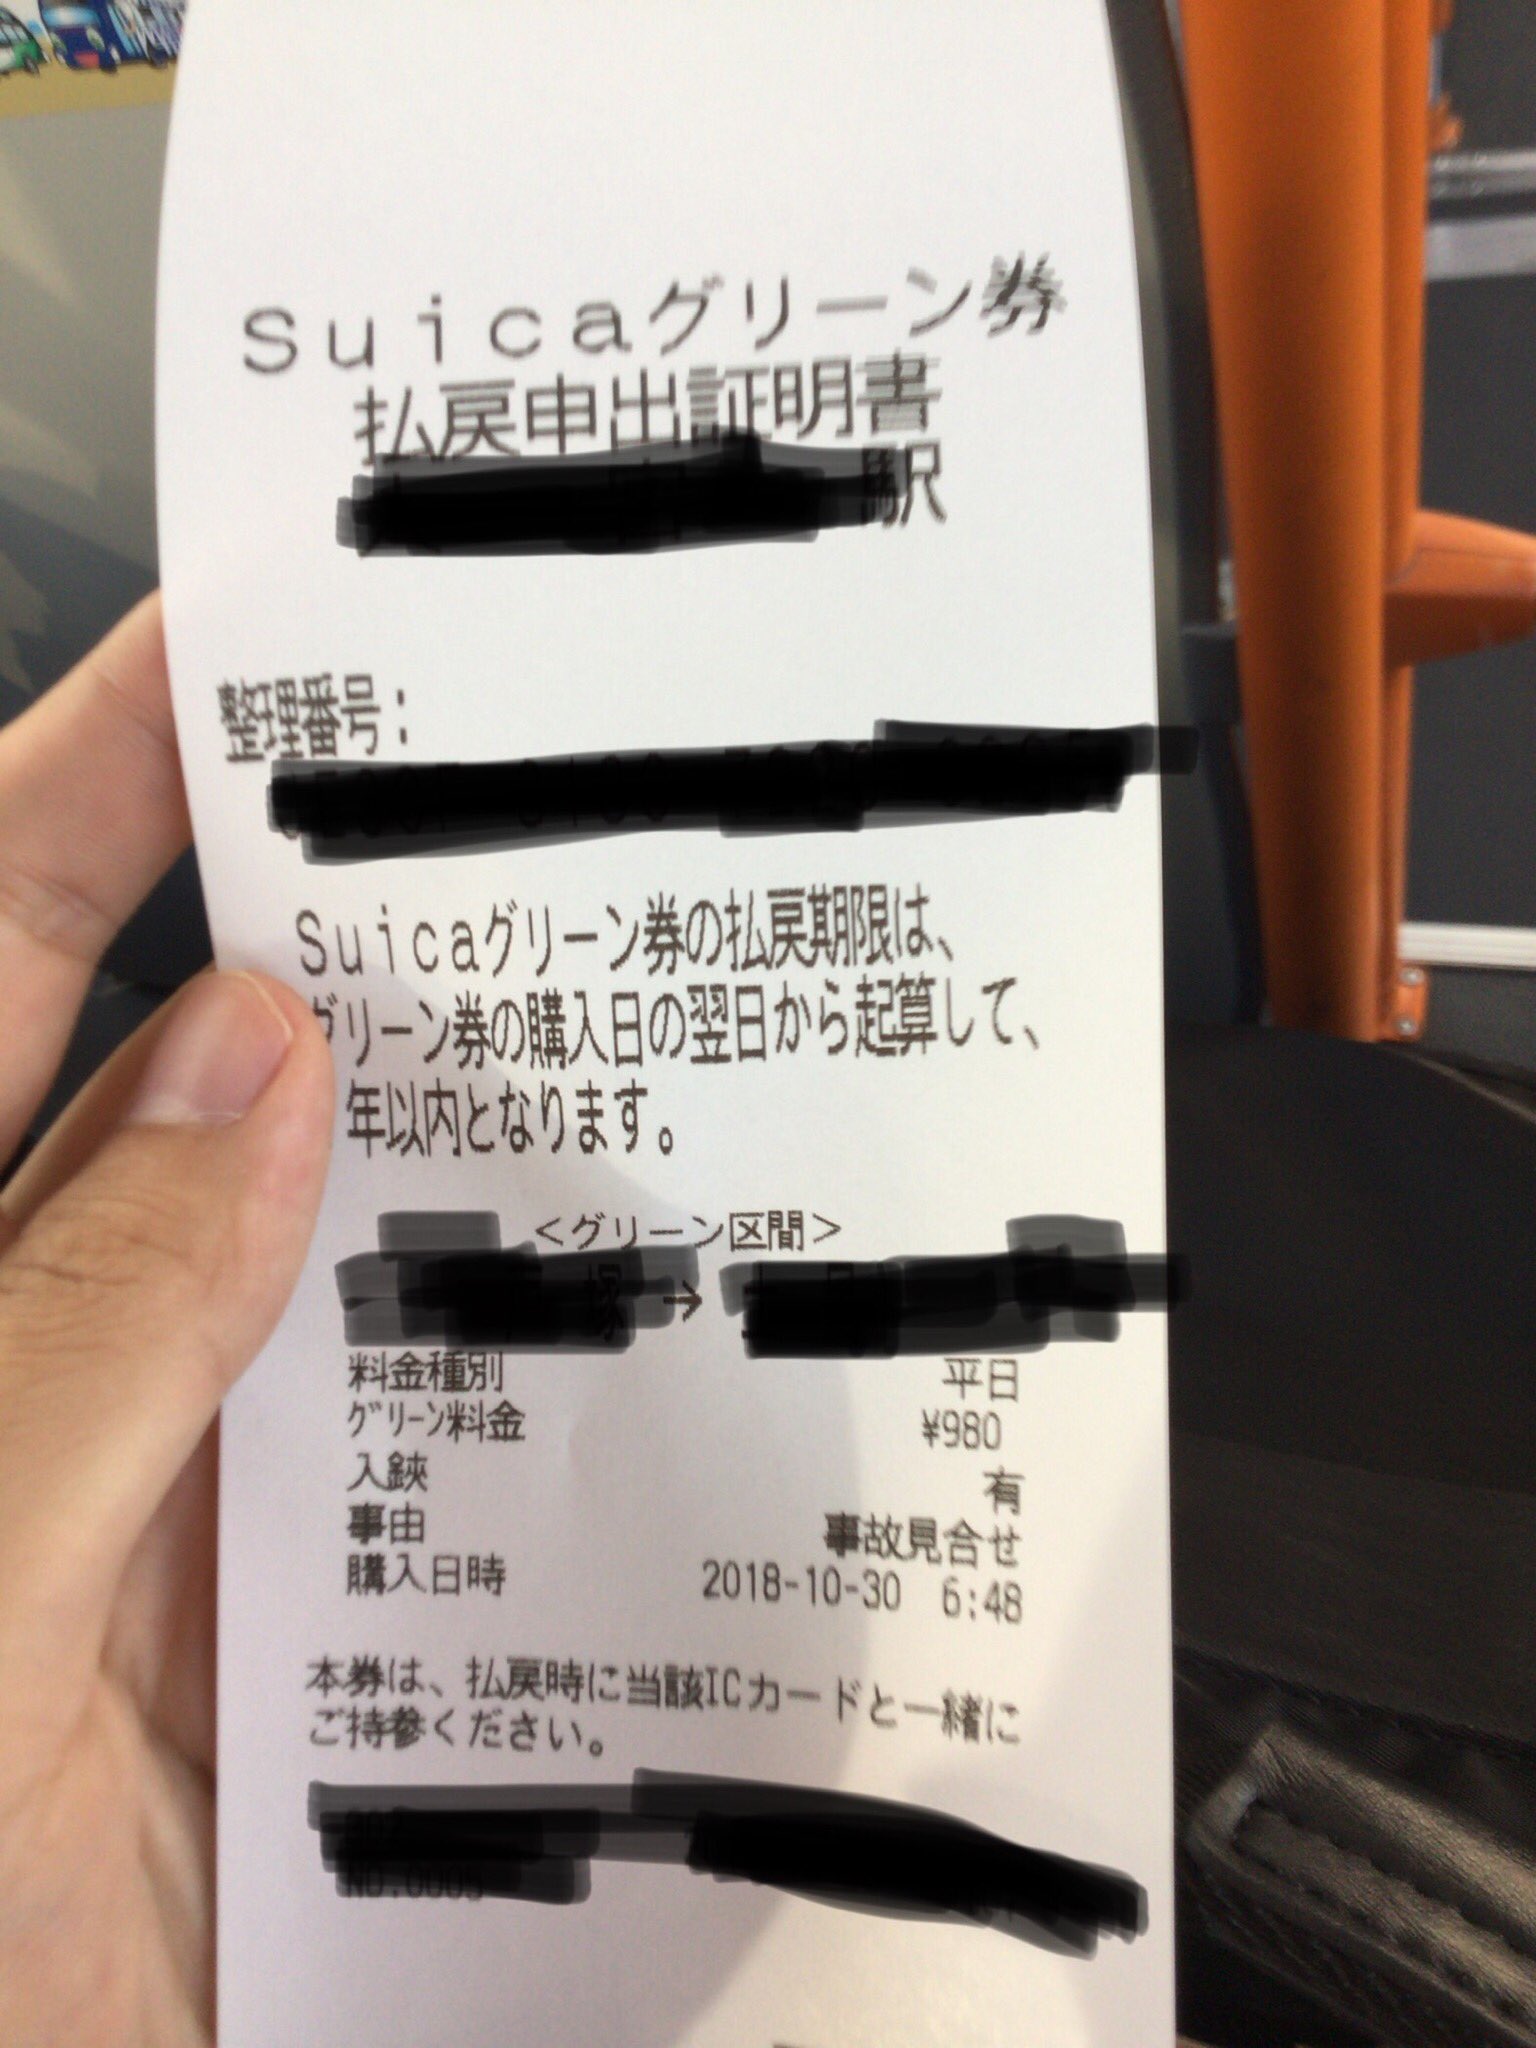 Suicaグリーン券
払戻申出証明書
駅
整理番号：
Suicaグリーン券の払戻期限は、
グリーン券の購入日の翌日から起算して、
年以内となります。
＜グリーン区間＞
塚 →
料金種別 平日
ｸﾞﾘｰﾝ料金 ¥980
入鋏 有
事由 事故見合せ
購入日時 2018-10-30 6:48
本券は、払戻時に当該ICカードと一緒に
ご持参ください。
NO.0005